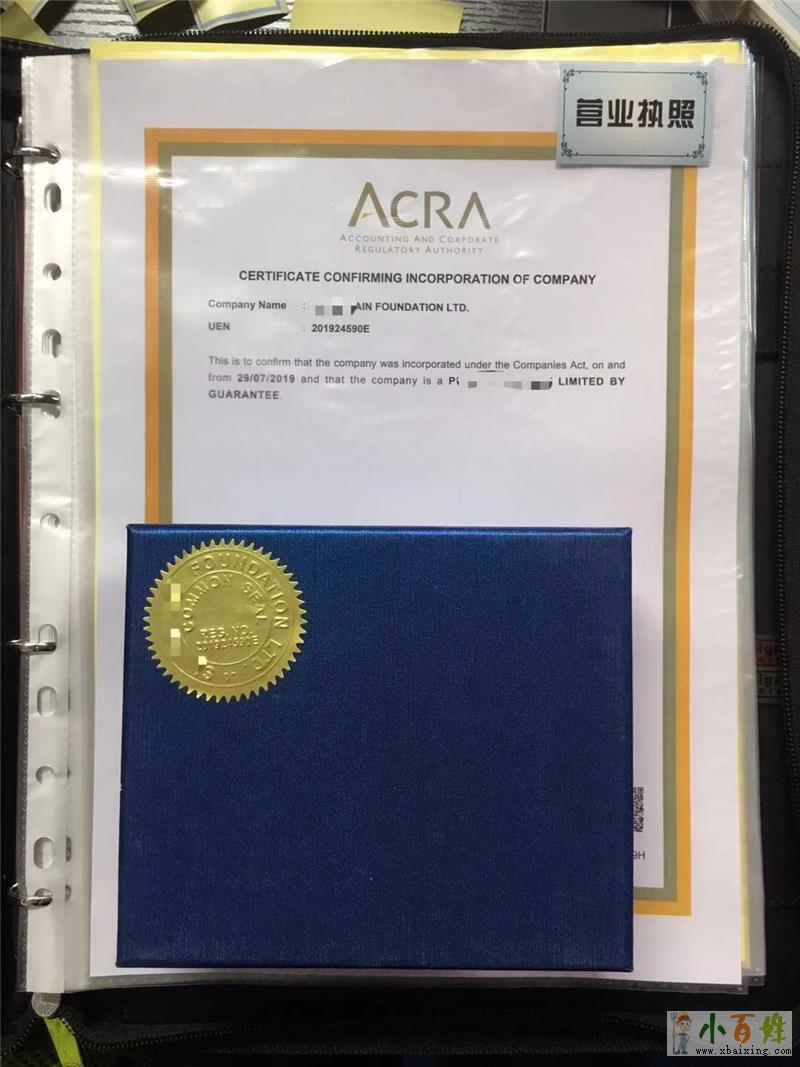 营业执照
ACRA
ACCOUNTING AND CORPORATE
REGULATORY AUTHORITY
CERTIFICATE CONFIRMING INCORPORATION OF COMPANY
Company Name : AIN FOUNDATION LTD.
UEN : 201924590E
This is to confirm that the company was incorporated under the Companies Act, on and
from 29/07/2019 and that the company is a LIMITED BY
GUARANTEE.
FOUNDATION LTD.
COMMON SEAL
REG. NO.
201924590E
9H
小百姓
www.xbaixing.com